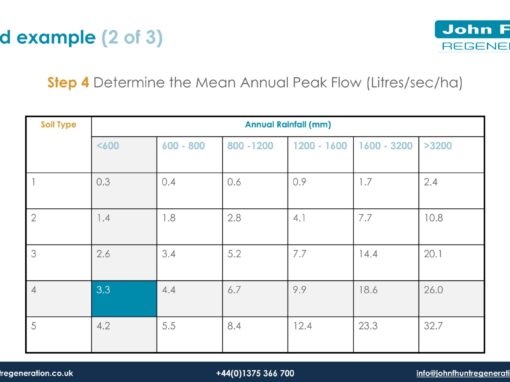 d example (2 of 3)
John F
REGENE
Step 4 Determine the Mean Annual Peak Flow (Litres/sec/ha)
Soil Type Annual Rainfall (mm)
<600 600 - 800 800 -1200 1200 - 1600 1600 - 3200 >3200
1 0.3 0.4 0.6 0.9 1.7 2.4
2 1.4 1.8 2.8 4.1 7.7 10.8
3 2.6 3.4 5.2 7.7 14.4 20.1
4 3.3 4.4 6.7 9.9 18.6 26.0
5 4.2 5.5 8.4 12.4 23.3 32.7
tregeneration.co.uk +44(0)1375 366 700 info@johnfhuntregeneration